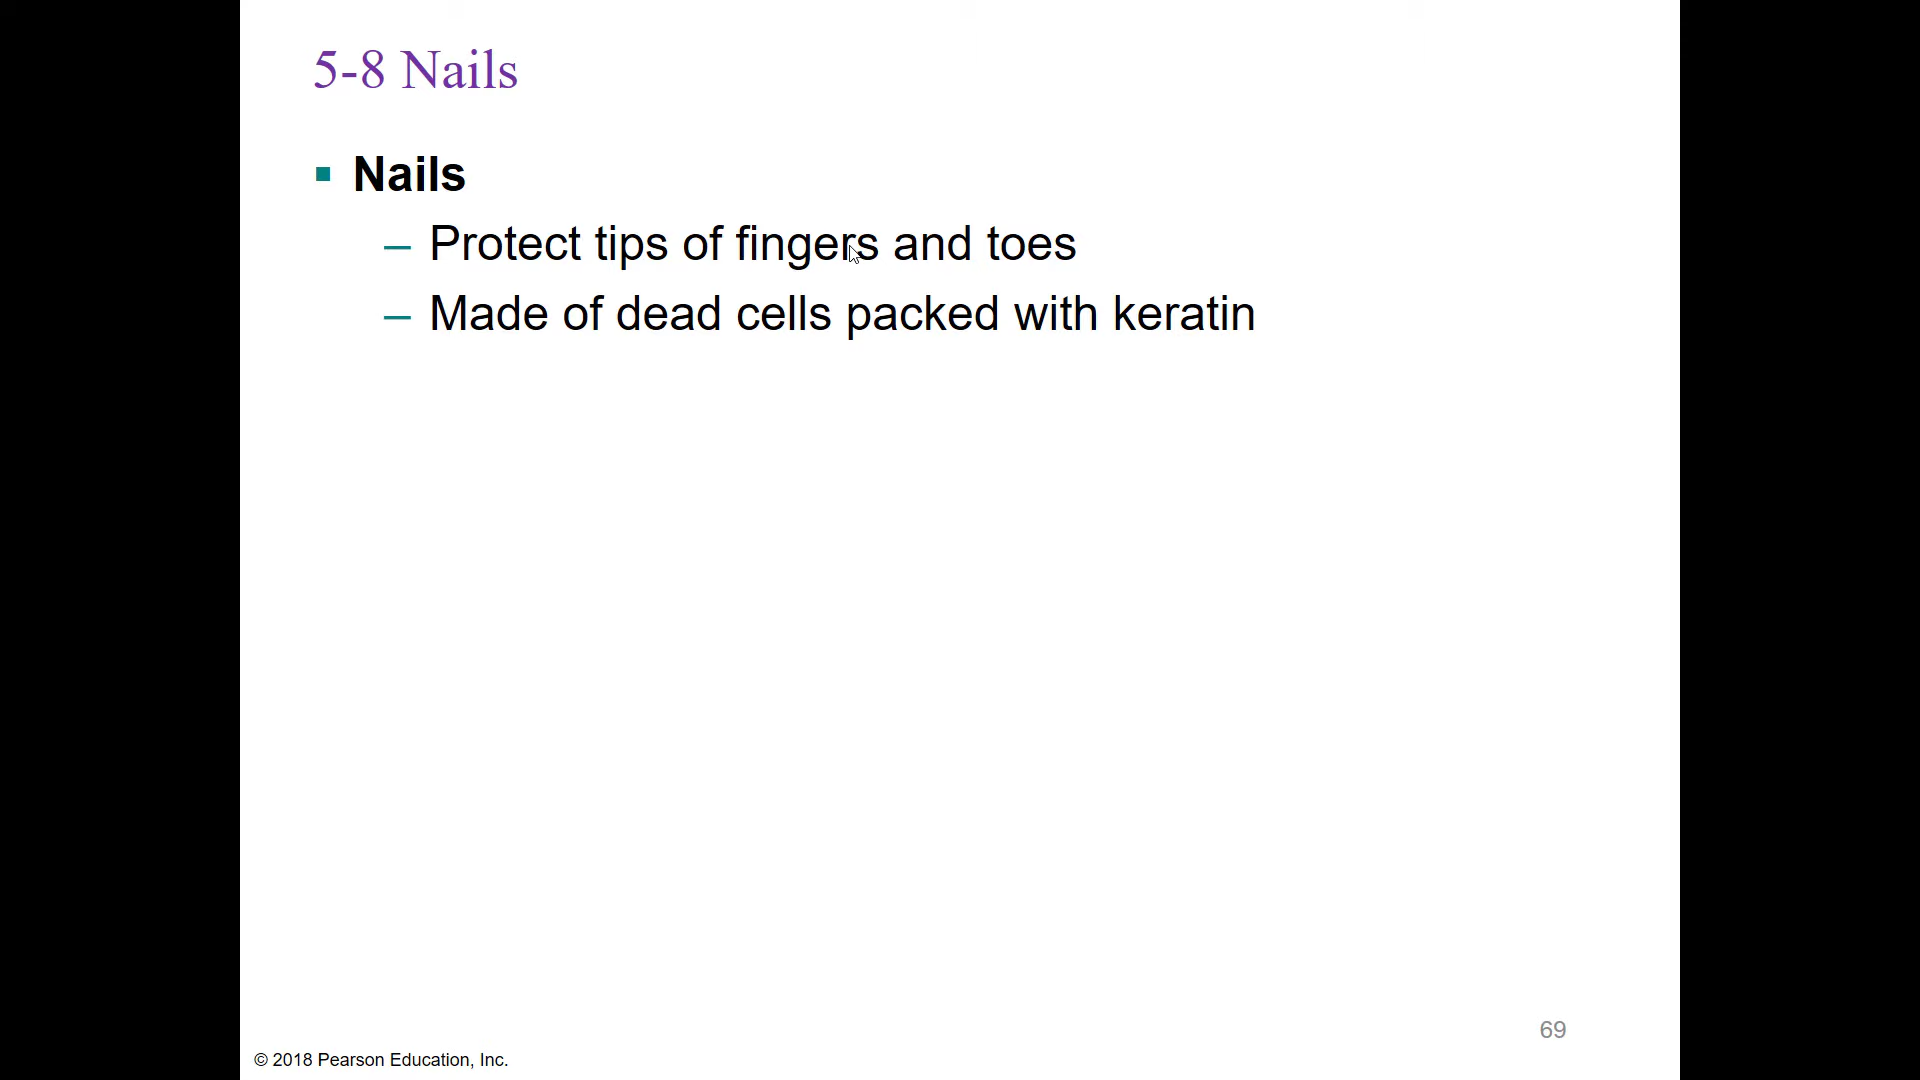 5-8 Nails
▪ Nails
– Protect tips of fingers and toes
– Made of dead cells packed with keratin
69
© 2018 Pearson Education, Inc.